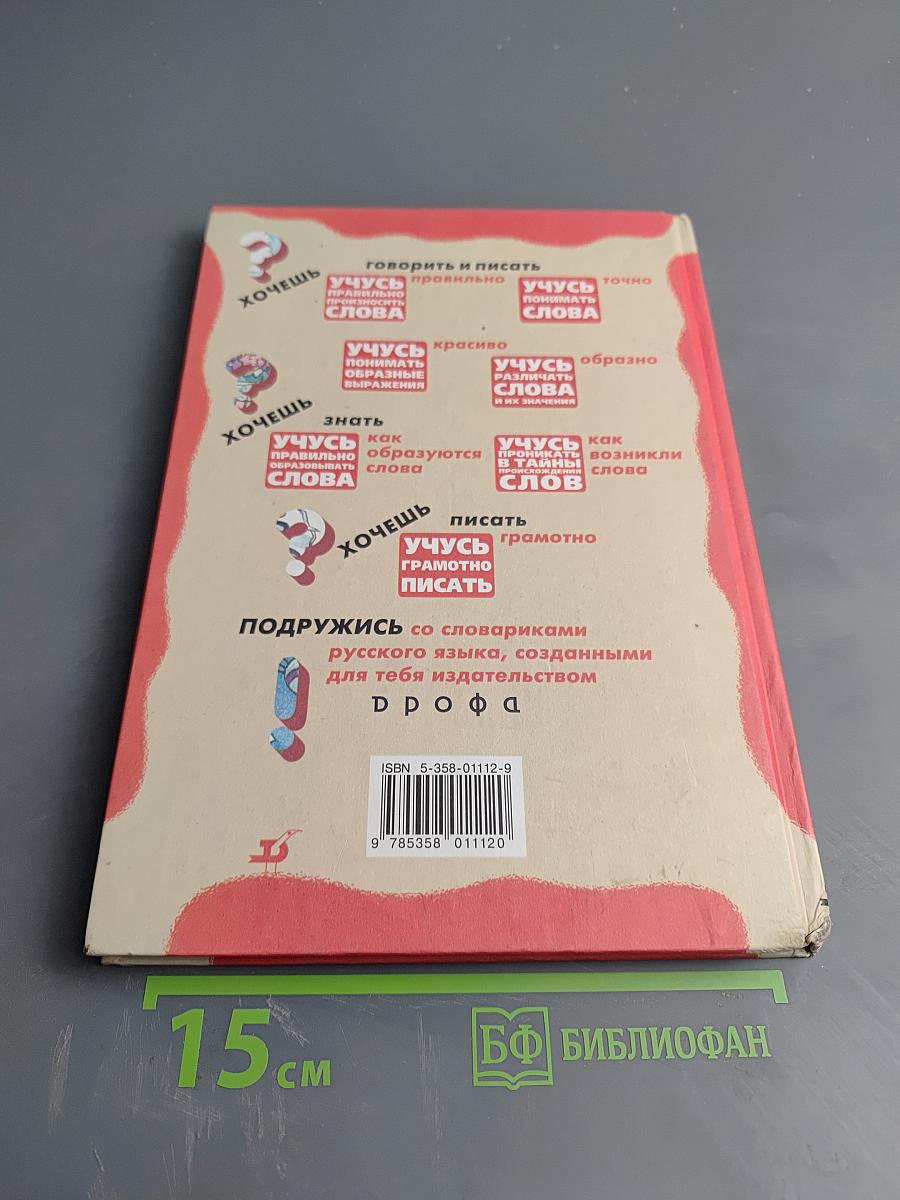 ХОЧЕШЬ
говорить и писать
УЧУСЬ
ПРАВИЛЬНО
ПРОИЗНОСИТЬ
СЛОВА
правильно
УЧУСЬ
ПОНИМАТЬ
СЛОВА
точно
УЧУСЬ
ПОНИМАТЬ
ОБРАЗНЫЕ
ВЫРАЖЕНИЯ
красиво
УЧУСЬ
РАЗЛИЧАТЬ
СЛОВА
И ИХ ЗНАЧЕНИЯ
образно
ХОЧЕШЬ
знать
УЧУСЬ
ПРАВИЛЬНО
ОБРАЗОВЫВАТЬ
СЛОВА
как
образуются
слова
УЧУСЬ
ПРОНИКАТЬ
В ТАЙНЫ
ПРОИСХОЖДЕНИЯ
СЛОВ
как
возникли
слова
ХОЧЕШЬ
писать
УЧУСЬ
ГРАМОТНО
ПИСАТЬ
грамотно
ПОДРУЖИСЬ со словариками
русского языка, созданными
для тебя издательством
дрофа
ISBN 5-358-01112-9
9 785358 011120
15 см
БФ БИБЛИОФАН